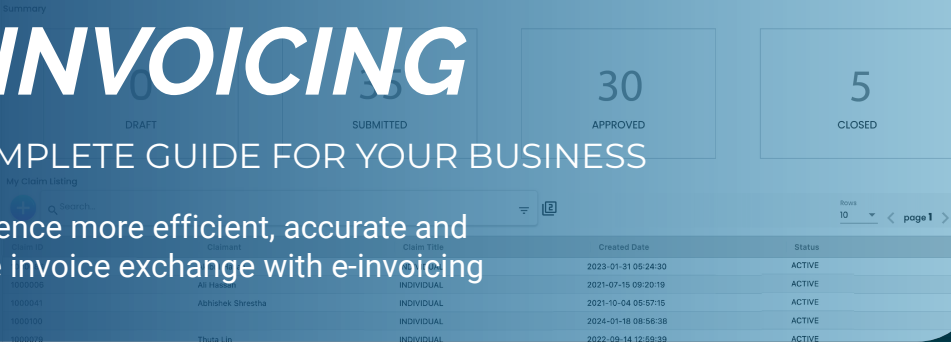 Summary
INVOICING
0
35
30
5
DRAFT
SUBMITTED
APPROVED
CLOSED
MPLETE GUIDE FOR YOUR BUSINESS
My Claim Listing
Search...
Rows
10
page 1
ence more efficient, accurate and
Claim ID Claimant Claim Title Created Date Status
e invoice exchange with e-invoicing
INDIVIDUAL 2023-01-31 05:24:30 ACTIVE
1000008 Ali Hassan INDIVIDUAL 2021-07-15 09:20:19 ACTIVE
1000041 Abhishek Shrestha INDIVIDUAL 2021-10-04 05:57:15 ACTIVE
1000100 INDIVIDUAL 2024-01-18 08:56:38 ACTIVE
1000079 Thuta Lin INDIVIDUAL 2022-09-14 12:59:39 ACTIVE